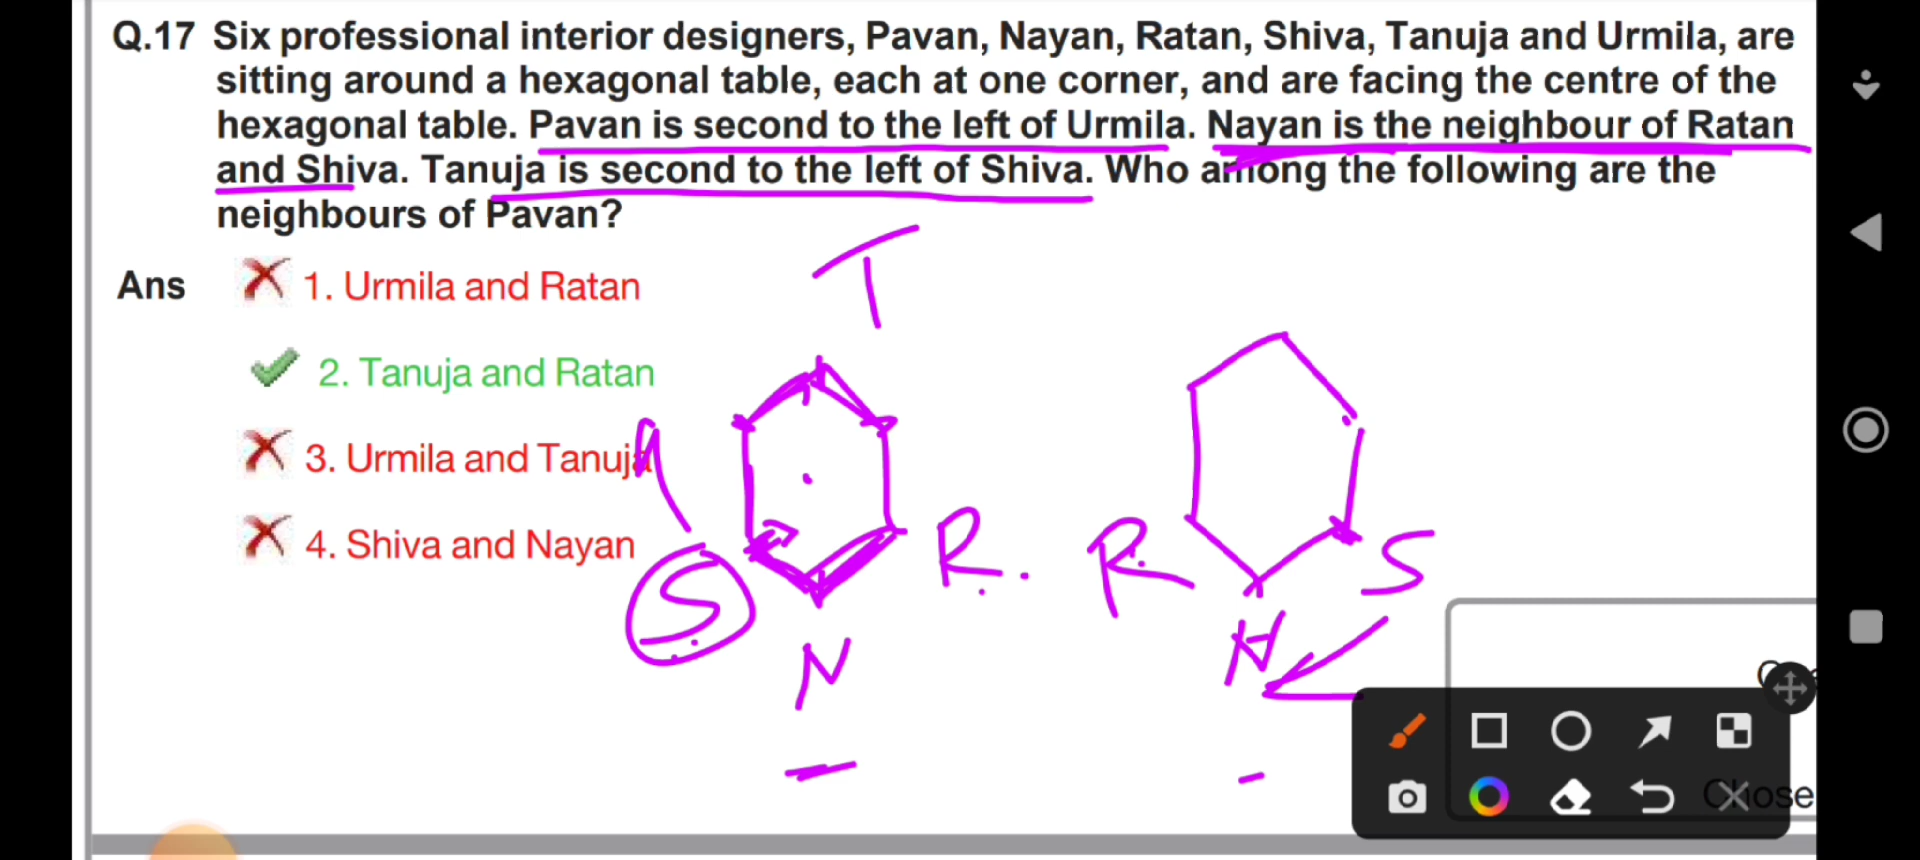 Q.17 Six professional interior designers, Pavan, Nayan, Ratan, Shiva, Tanuja and Urmila, are
sitting around a hexagonal table, each at one corner, and are facing the centre of the
hexagonal table. Pavan is second to the left of Urmila. Nayan is the neighbour of Ratan
and Shiva. Tanuja is second to the left of Shiva. Who among the following are the
neighbours of Pavan?
Ans 1. Urmila and Ratan
2. Tanuja and Ratan
3. Urmila and Tanuja
4. Shiva and Nayan
T
R. R S
S
N N